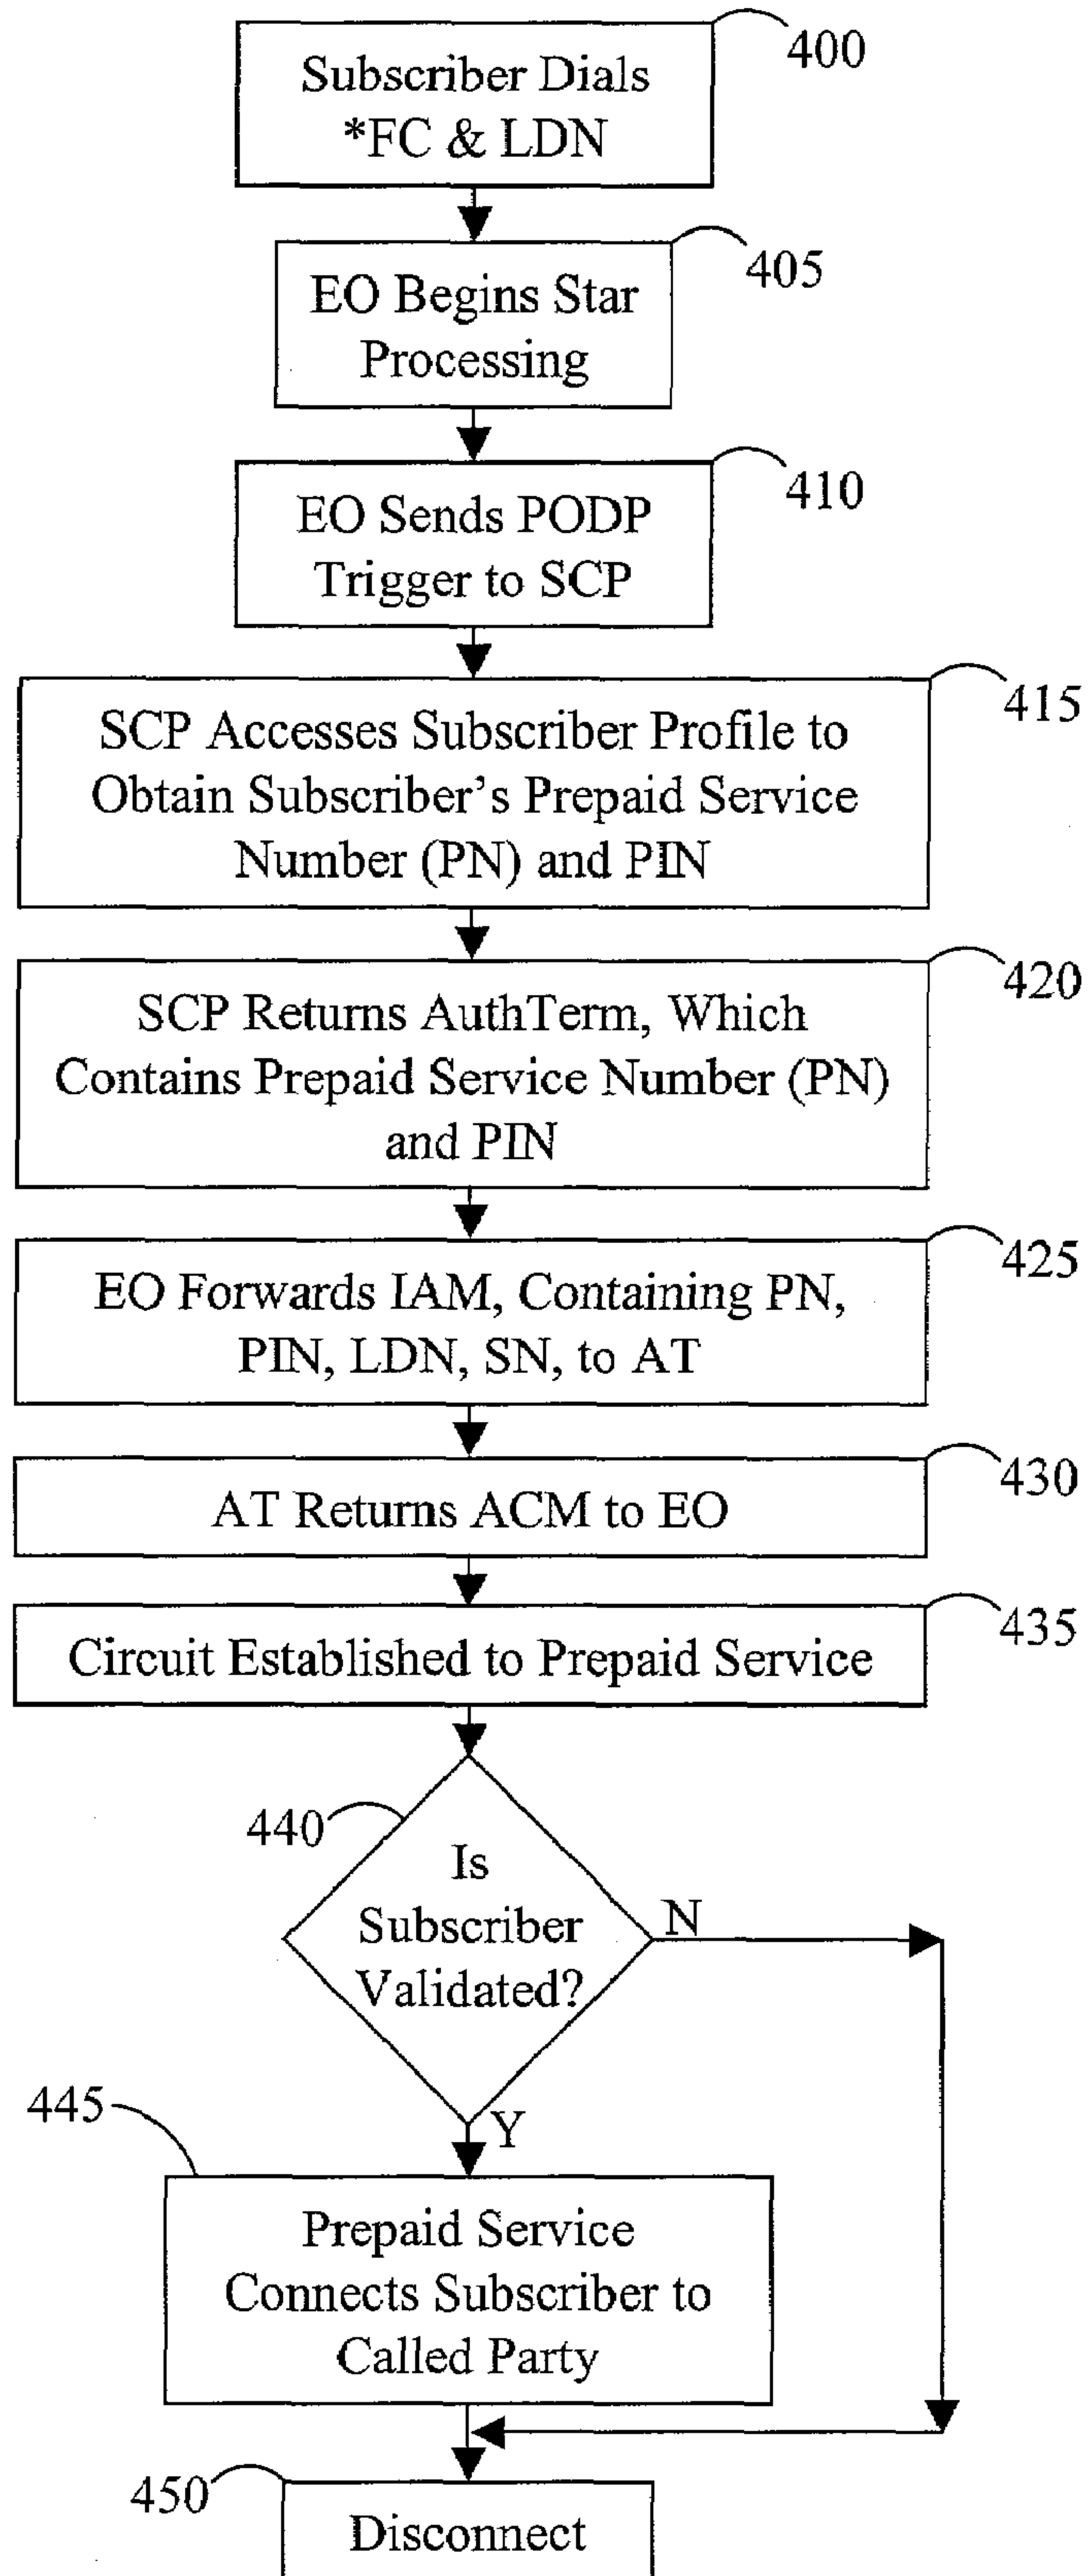 400
Subscriber Dials
*FC & LDN
405
EO Begins Star
Processing
410
EO Sends PODP
Trigger to SCP
415
SCP Accesses Subscriber Profile to
Obtain Subscriber's Prepaid Service
Number (PN) and PIN
420
SCP Returns AuthTerm, Which
Contains Prepaid Service Number (PN)
and PIN
425
EO Forwards IAM, Containing PN,
PIN, LDN, SN, to AT
430
AT Returns ACM to EO
435
Circuit Established to Prepaid Service
440
Is
Subscriber
Validated?
N
Y
445
Prepaid Service
Connects Subscriber to
Called Party
450
Disconnect